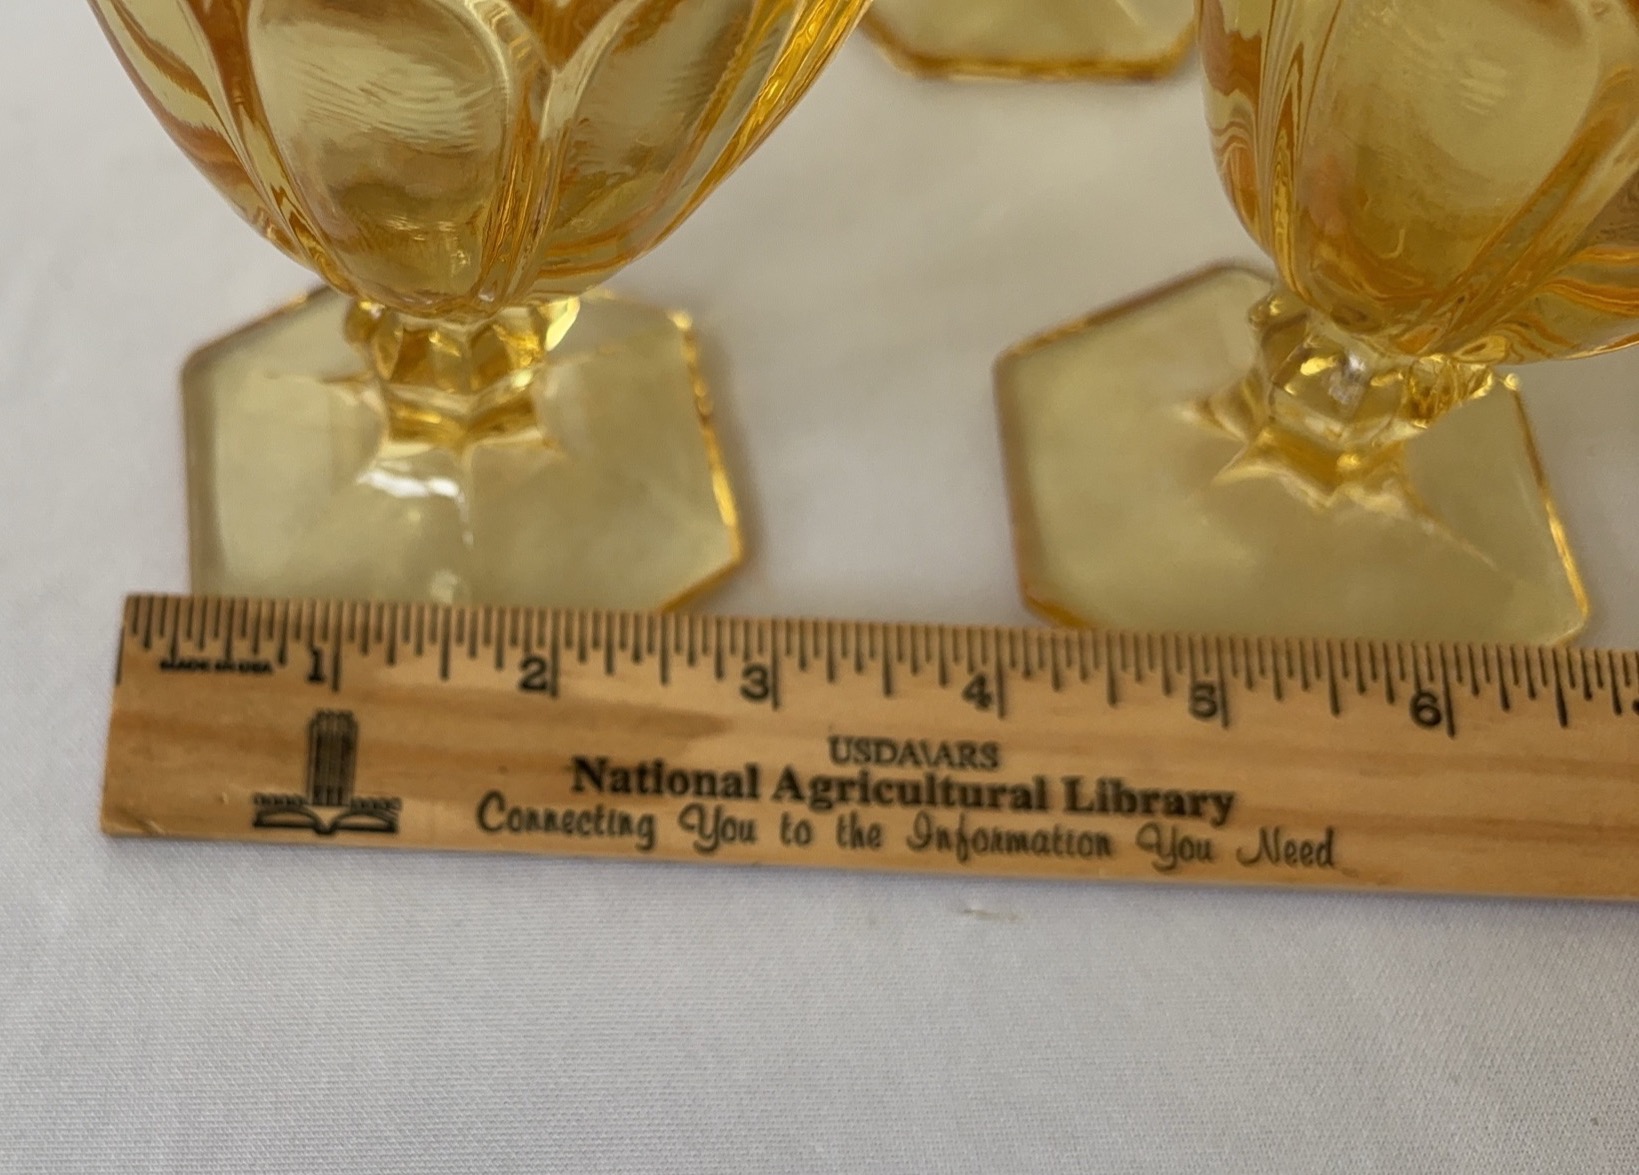 MADE IN USA
1 2 3 4 5 6
USDA\ARS
National Agricultural Library
Connecting You to the Information You Need